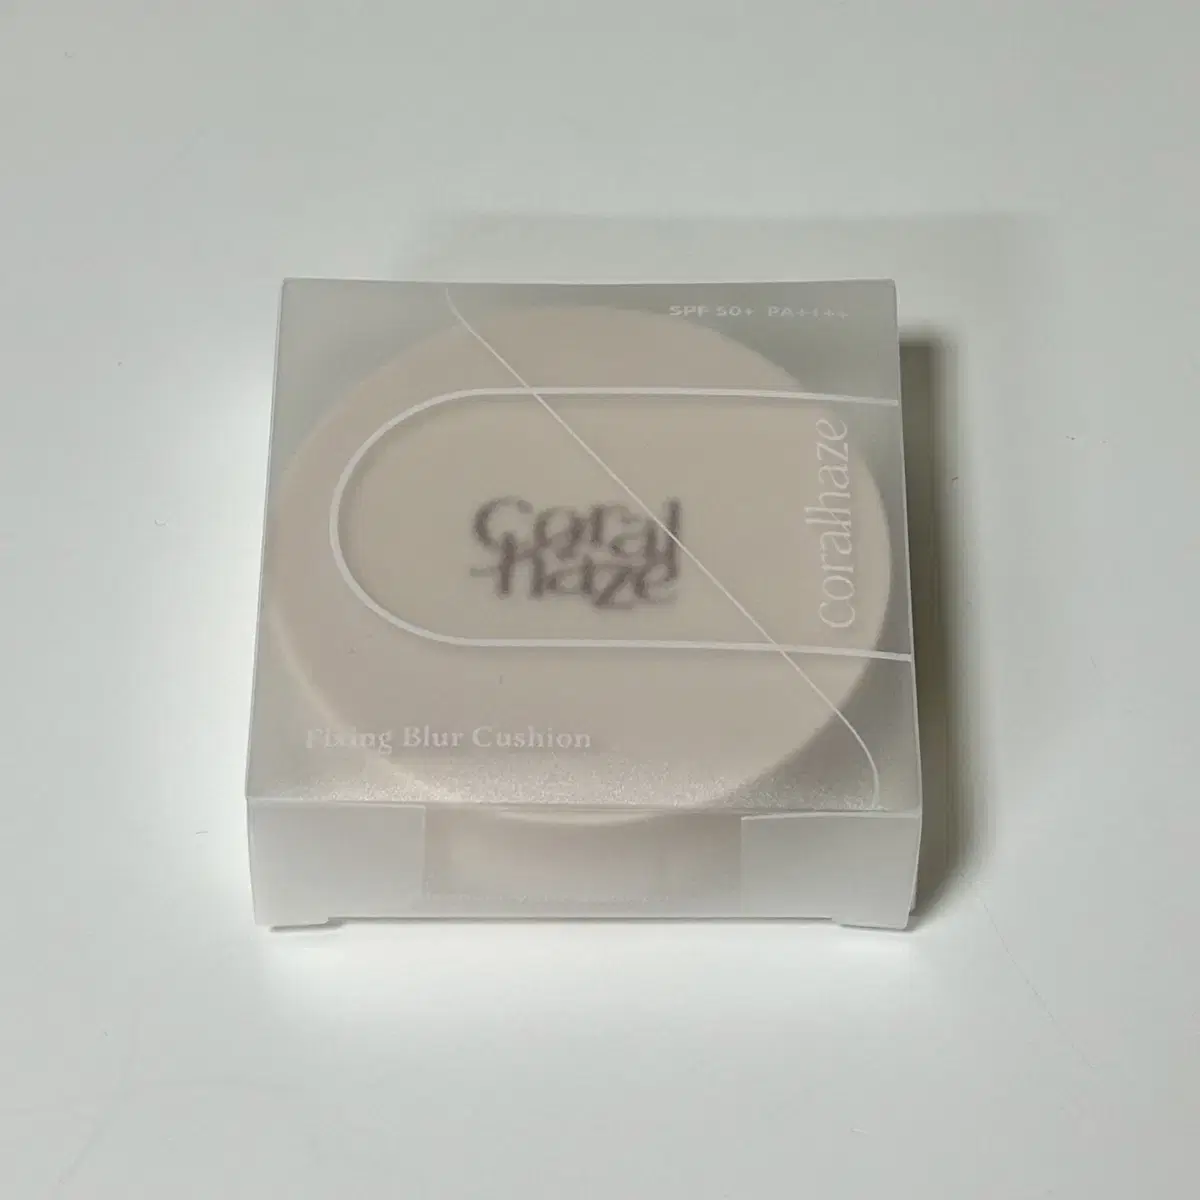 SPF 50+ PA++++
coralhaze
Coral
haze
Fixing Blur Cushion